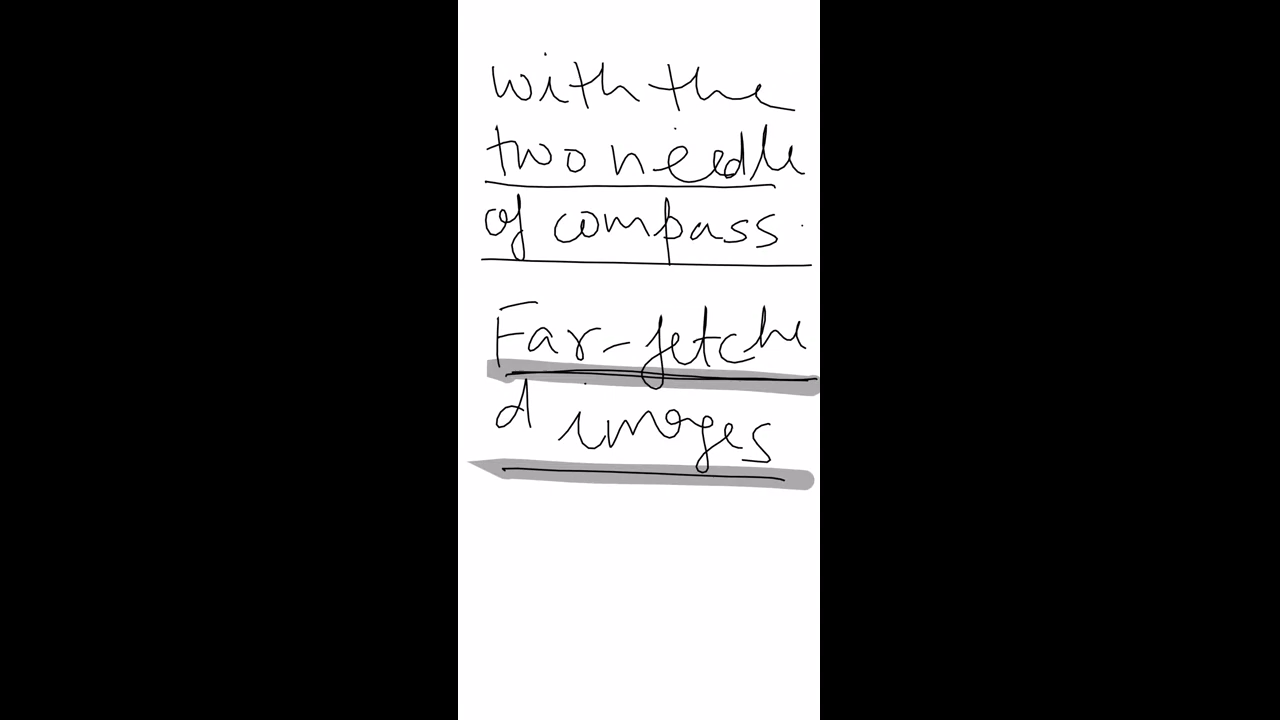 with the
two needle
of compass.
Far-fetche
d images